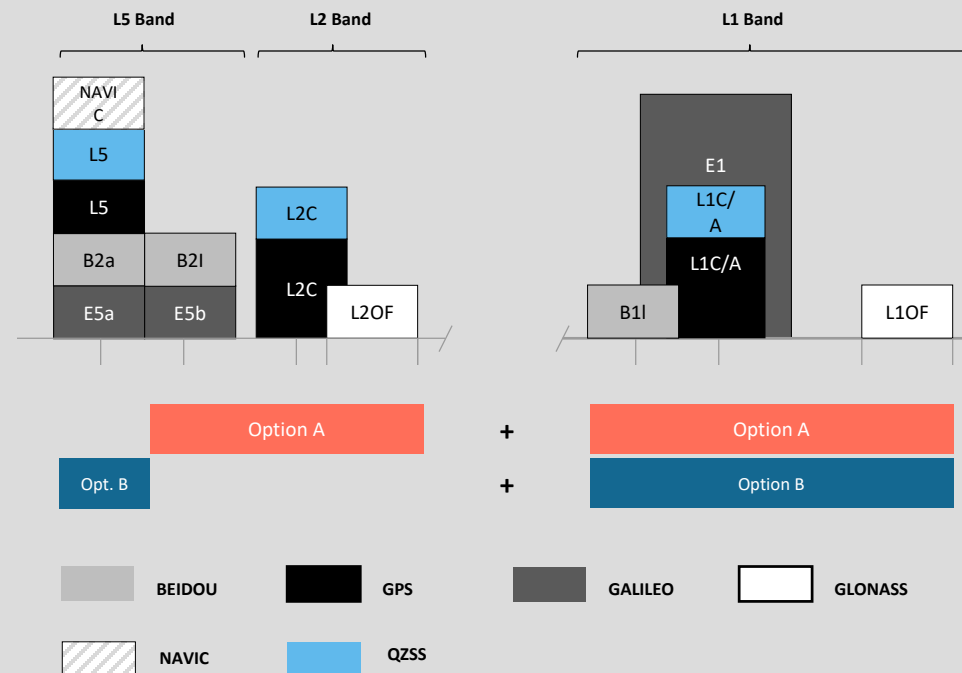 L5 Band
L2 Band
L1 Band
NAVI
C
L5
L5
B2a
B2I
E5a
E5b
L2C
L2C
L2OF
E1
L1C/
A
L1C/A
B1l
L1OF
Option A
+
Option A
Opt. B
+
Option B
BEIDOU
GPS
GALILEO
GLONASS
NAVIC
QZSS